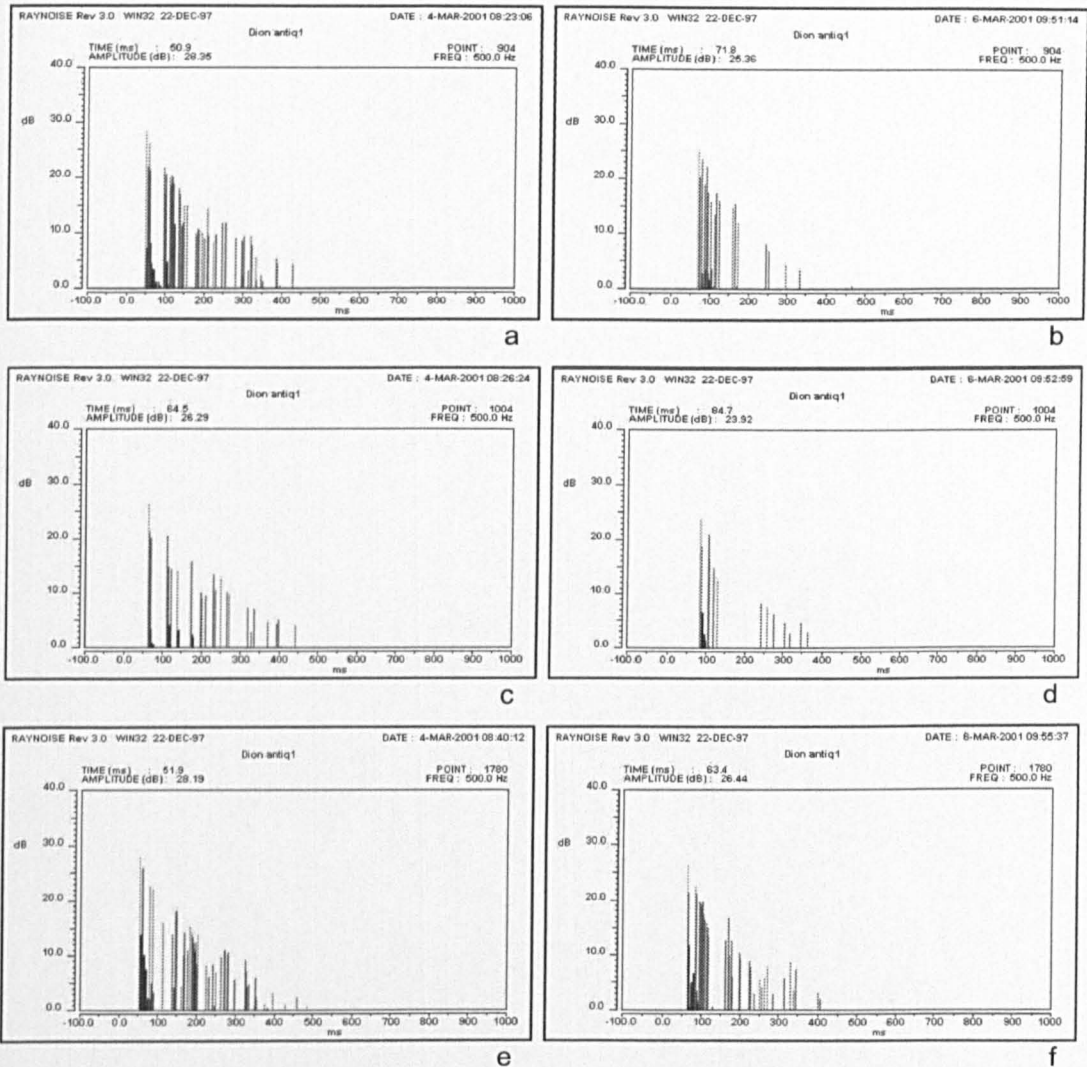 RAYNOISE Rev 3.0 WIN32 22-DEC-97 DATE : 4-MAR-2001 08:23:06
Dion antiq1
TIME (ms) : 50.9 POINT : 904
AMPLITUDE (dB) : 28.35 FREQ : 500.0 Hz
40.0
dB
30.0
20.0
10.0
0.0
-100.0 0.0 100 200 300 400 500 600 700 800 900 1000
ms
a
RAYNOISE Rev 3.0 WIN32 22-DEC-97 DATE : 6-MAR-2001 09:51:14
Dion antiq1
TIME (ms) : 71.8 POINT : 904
AMPLITUDE (dB) : 25.36 FREQ : 500.0 Hz
40.0
dB
30.0
20.0
10.0
0.0
-100.0 0.0 100 200 300 400 500 600 700 800 900 1000
ms
b
RAYNOISE Rev 3.0 WIN32 22-DEC-97 DATE : 4-MAR-2001 08:26:24
Dion antiq1
TIME (ms) : 64.5 POINT : 1004
AMPLITUDE (dB) : 26.29 FREQ : 500.0 Hz
40.0
dB
30.0
20.0
10.0
0.0
-100.0 0.0 100 200 300 400 500 600 700 800 900 1000
ms
c
RAYNOISE Rev 3.0 WIN32 22-DEC-97 DATE : 6-MAR-2001 09:52:59
Dion antiq1
TIME (ms) : 84.7 POINT : 1004
AMPLITUDE (dB) : 23.92 FREQ : 500.0 Hz
40.0
dB
30.0
20.0
10.0
0.0
-100.0 0.0 100 200 300 400 500 600 700 800 900 1000
ms
d
RAYNOISE Rev 3.0 WIN32 22-DEC-97 DATE : 4-MAR-2001 08:40:12
Dion antiq1
TIME (ms) : 51.9 POINT : 1780
AMPLITUDE (dB) : 28.19 FREQ : 500.0 Hz
40.0
dB
30.0
20.0
10.0
0.0
-100.0 0.0 100 200 300 400 500 600 700 800 900 1000
ms
e
RAYNOISE Rev 3.0 WIN32 22-DEC-97 DATE : 6-MAR-2001 09:55:37
Dion antiq1
TIME (ms) : 63.4 POINT : 1780
AMPLITUDE (dB) : 26.44 FREQ : 500.0 Hz
40.0
dB
30.0
20.0
10.0
0.0
-100.0 0.0 100 200 300 400 500 600 700 800 900 1000
ms
f